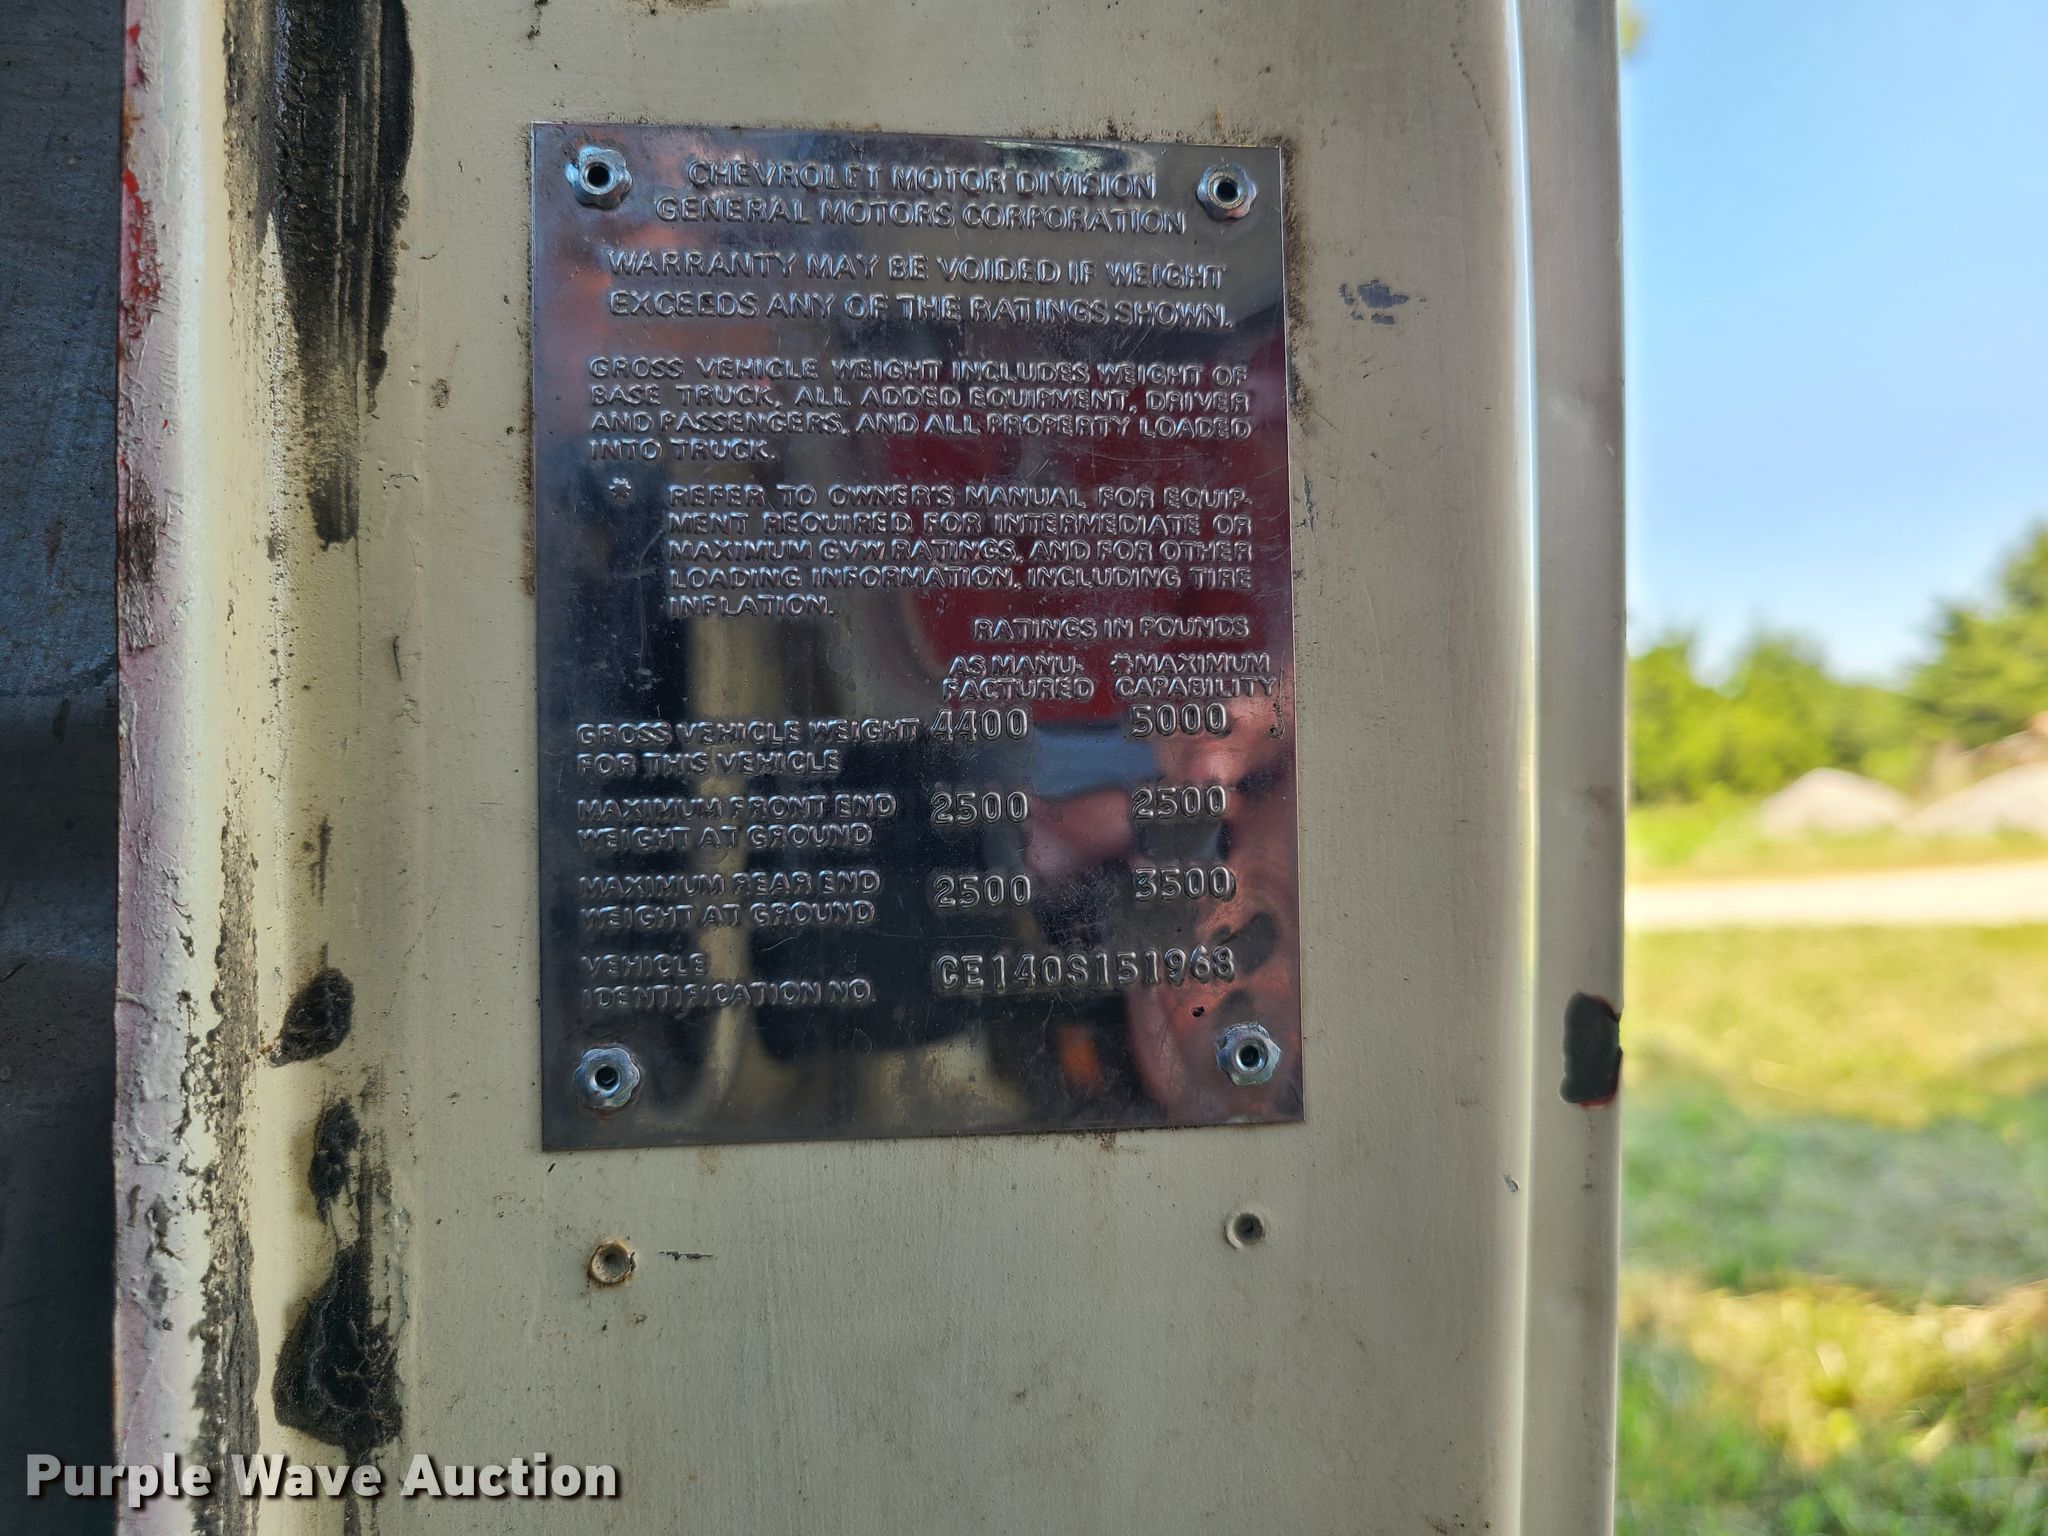 CHEVROLET MOTOR DIVISION
GENERAL MOTORS CORPORATION
WARRANTY MAY BE VOIDED IF WEIGHT
EXCEEDS ANY OF THE RATINGS SHOWN.
GROSS VEHICLE WEIGHT INCLUDES WEIGHT OF
BASE TRUCK, ALL ADDED EQUIPMENT, DRIVER
AND PASSENGERS, AND ALL PROPERTY LOADED
INTO TRUCK.
* REFER TO OWNER'S MANUAL FOR EQUIP-
MENT REQUIRED FOR INTERMEDIATE OR
MAXIMUM GVW RATINGS, AND FOR OTHER
LOADING INFORMATION, INCLUDING TIRE
INFLATION.
RATINGS IN POUNDS
AS MANU- *MAXIMUM
FACTURED CAPABILITY
GROSS VEHICLE WEIGHT 4400 5000
FOR THIS VEHICLE
MAXIMUM FRONT END 2500 2500
WEIGHT AT GROUND
MAXIMUM REAR END 2500 3500
WEIGHT AT GROUND
VEHICLE CE140S151968
IDENTIFICATION NO.
Purple Wave Auction